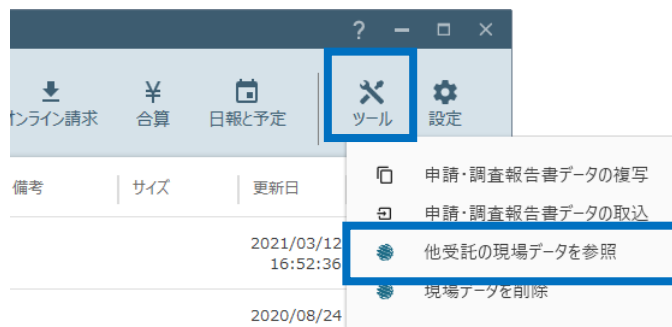 オンライン請求 合算 日報と予定 ツール 設定
備考 サイズ 更新日
申請・調査報告書データの複写
申請・調査報告書データの取込
他受託の現場データを参照
現場データを削除
2021/03/12
16:52:36
2020/08/24